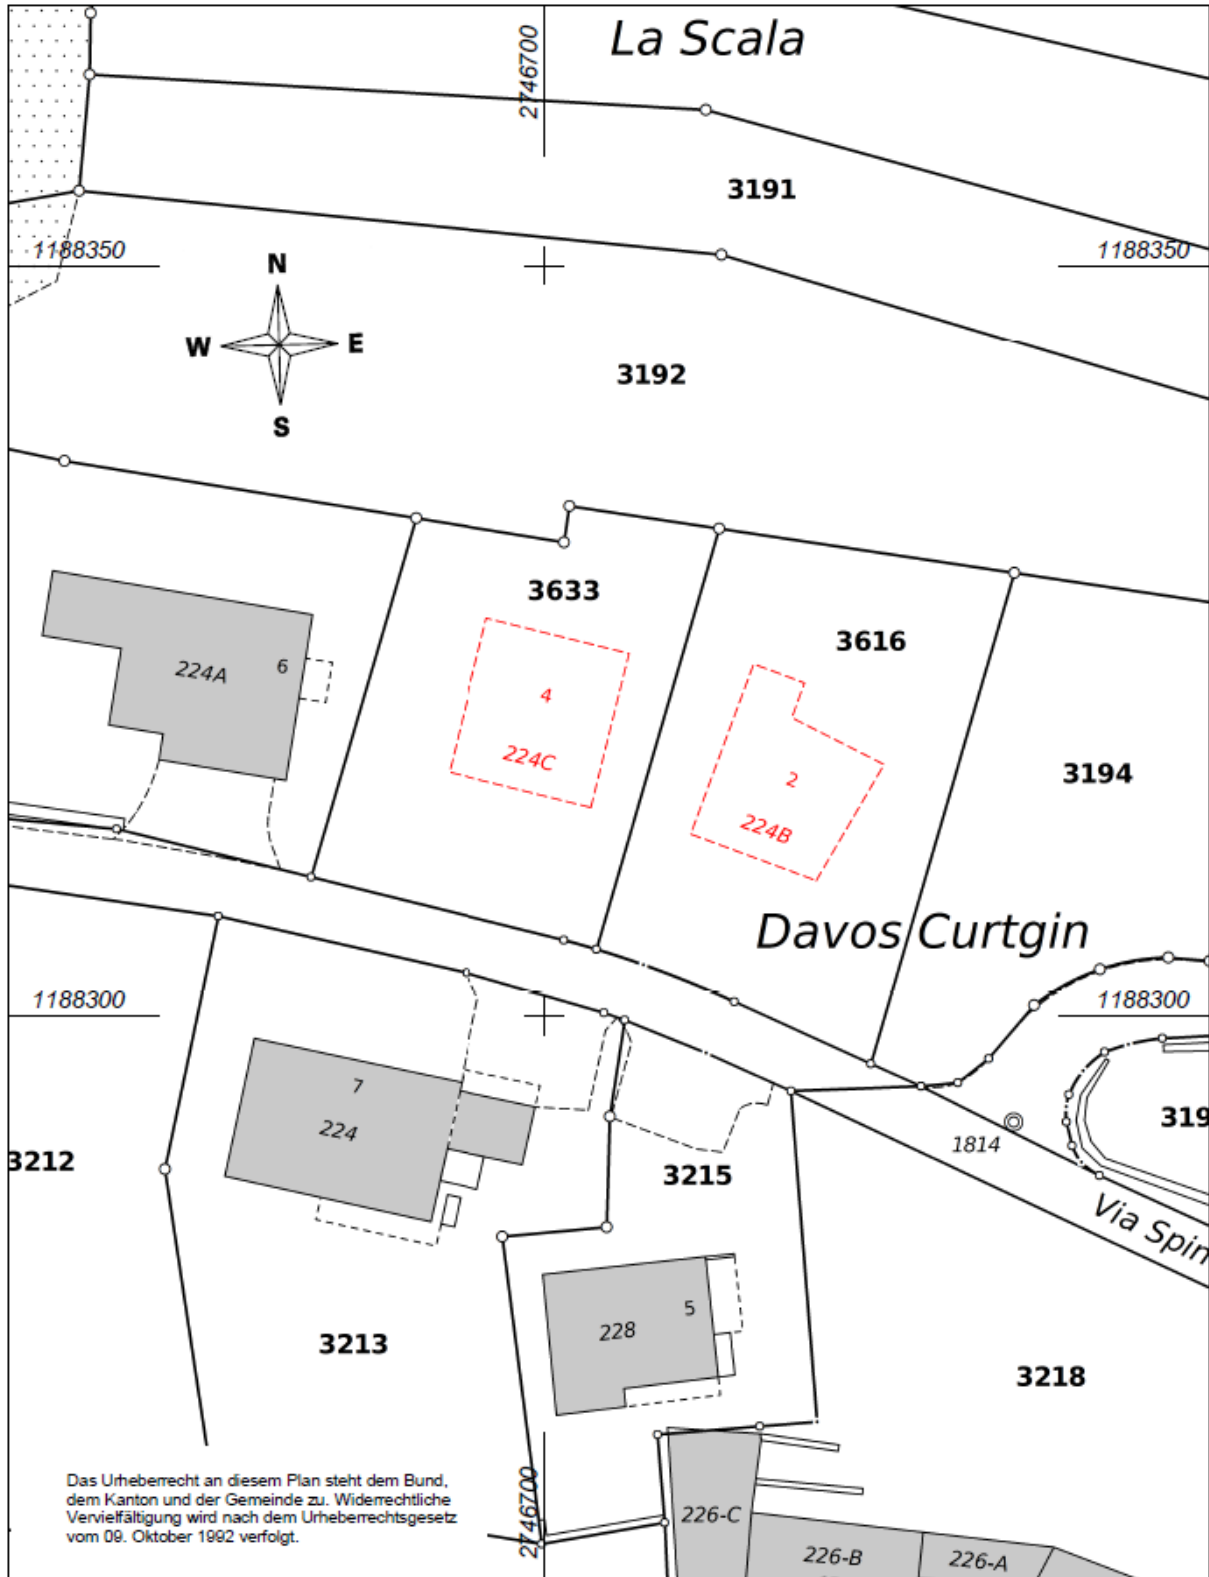 La Scala
2746700
3191
1188350
1188350
N
W
E
S
3192
3633
3616
224A
6
4
224C
2
224B
3194
Davos Curtgin
1188300
1188300
7
224
319
1814
3212
3215
Via Spin
5
228
3213
3218
2746700
Das Urheberrecht an diesem Plan steht dem Bund,
dem Kanton und der Gemeinde zu. Widerrechtliche
Vervielfältigung wird nach dem Urheberrechtsgesetz
vom 09. Oktober 1992 verfolgt.
226-C
226-B
226-A